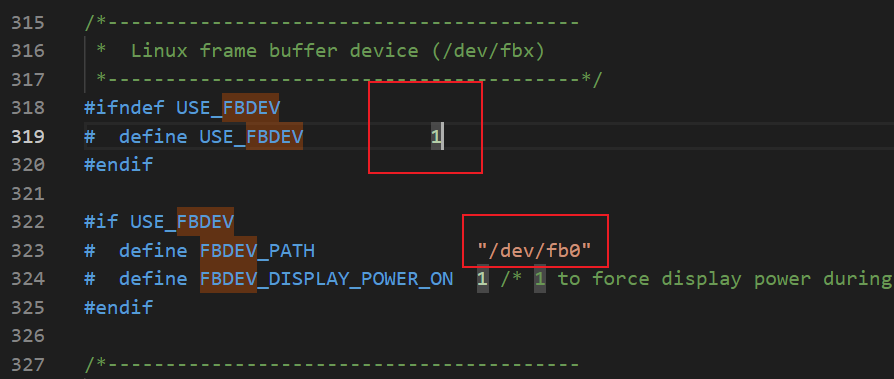 315 /*-----------------------------------------
316  *  Linux frame buffer device (/dev/fbx)
317  *-----------------------------------------*/
318 #ifndef USE_FBDEV
319 #  define USE_FBDEV           1
320 #endif
321
322 #if USE_FBDEV
323 #  define FBDEV_PATH              "/dev/fb0"
324 #  define FBDEV_DISPLAY_POWER_ON  1 /* 1 to force display power during
325 #endif
326
327 /*-----------------------------------------